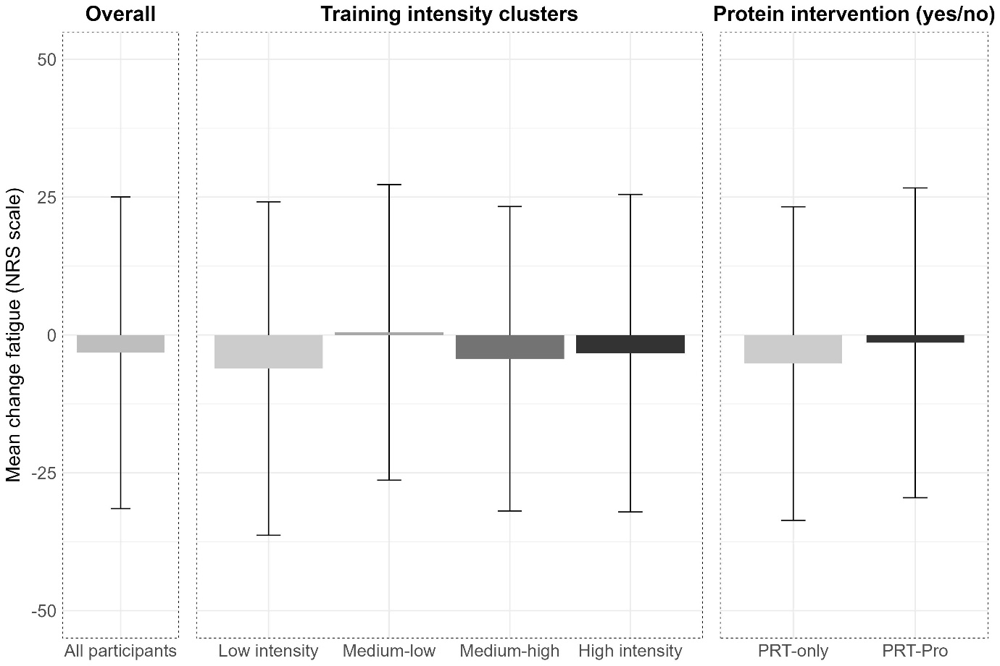 Overall
Training intensity clusters
Protein intervention (yes/no)
Mean change fatigue (NRS scale)
50
25
0
-25
-50
All participants
Low intensity
Medium-low
Medium-high
High intensity
PRT-only
PRT-Pro